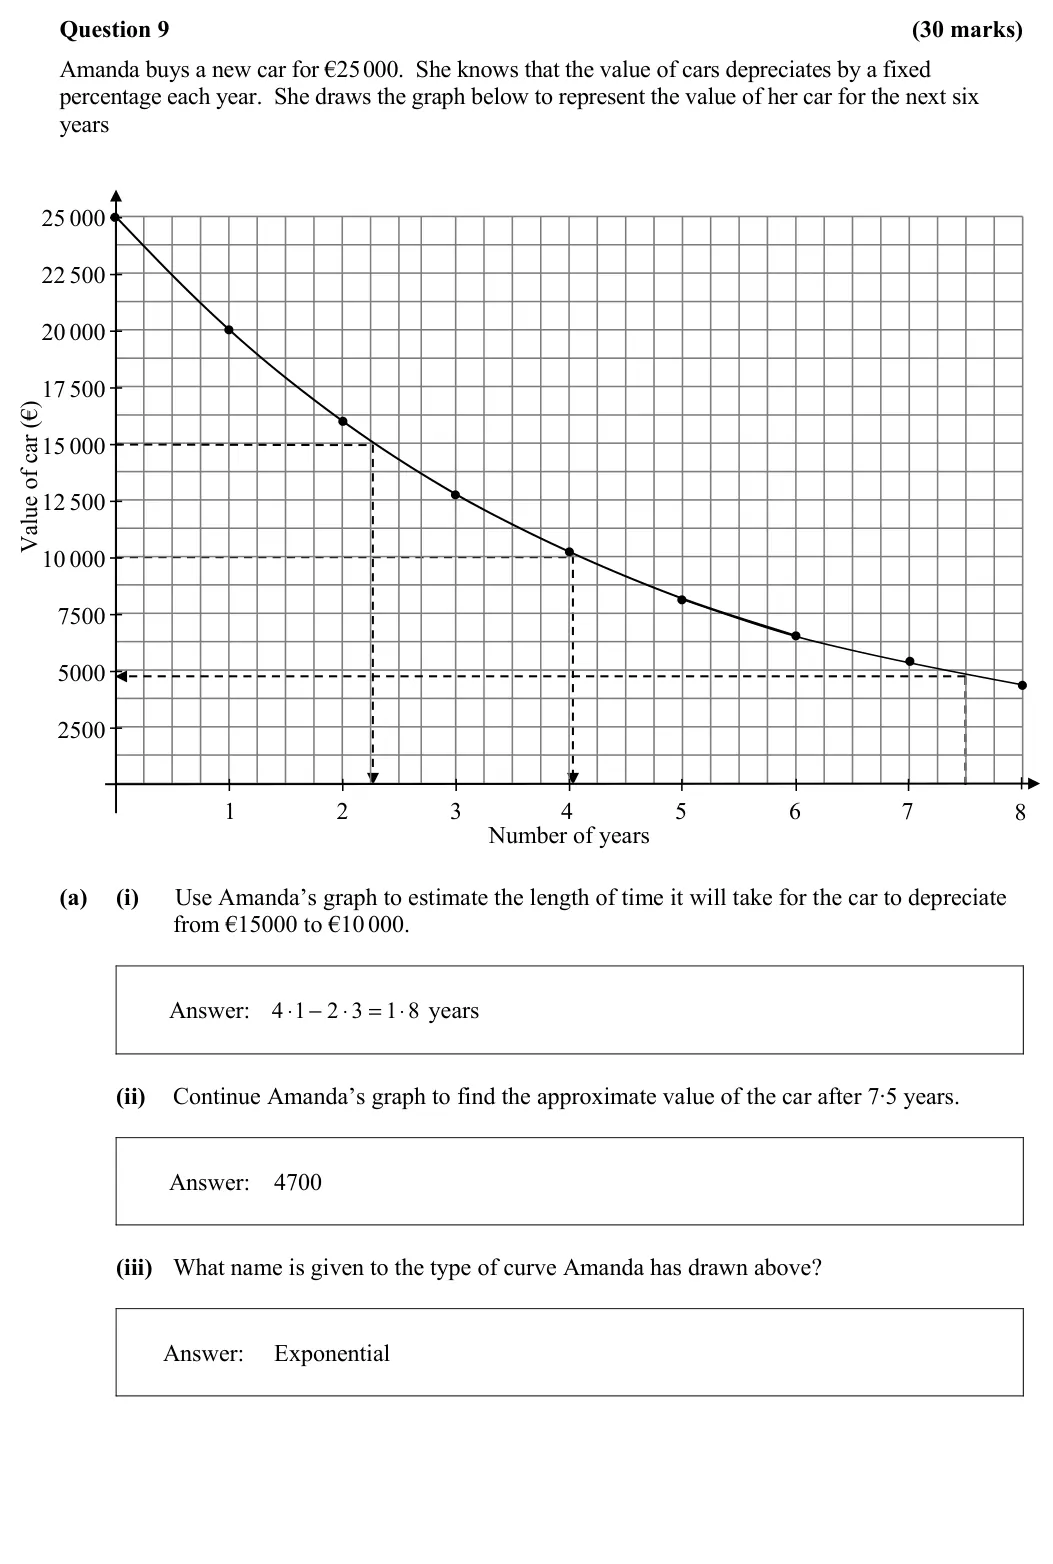 Question 9 (30 marks)
Amanda buys a new car for €25 000. She knows that the value of cars depreciates by a fixed
percentage each year. She draws the graph below to represent the value of her car for the next six
years
25 000
22 500
20 000
17 500
15 000
12 500
10 000
7500
5000
2500
Value of car (€)
1 2 3 4 5 6 7 8
Number of years
(a) (i) Use Amanda’s graph to estimate the length of time it will take for the car to depreciate
from €15000 to €10 000.
Answer: 4·1 – 2·3 = 1·8 years
(ii) Continue Amanda’s graph to find the approximate value of the car after 7·5 years.
Answer: 4700
(iii) What name is given to the type of curve Amanda has drawn above?
Answer: Exponential